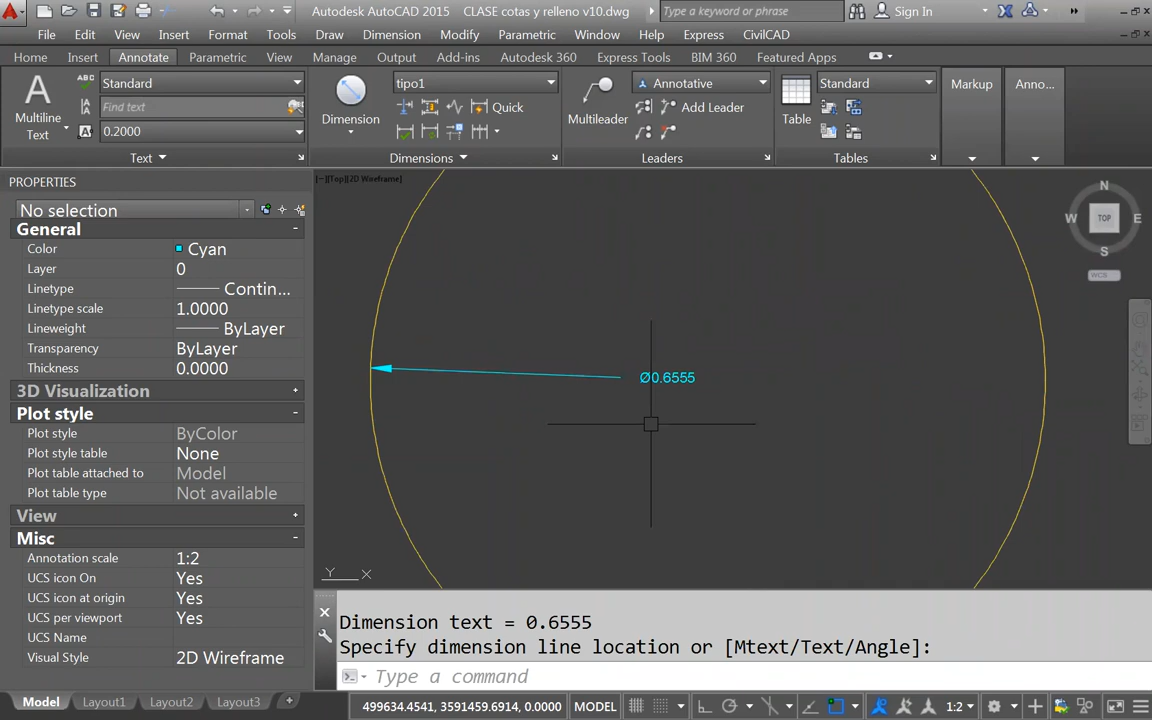 Autodesk AutoCAD 2015 CLASE cotas y relleno v10.dwg Type a keyword or phrase Sign In
File Edit View Insert Format Tools Draw Dimension Modify Parametric Window Help Express CivilCAD
Home Insert Annotate Parametric View Manage Output Add-ins Autodesk 360 Express Tools BIM 360 Featured Apps
A Multiline Text
ABC Standard
Find text
A 0.2000
Text
Dimension
tipo1
Quick
Dimensions
Multileader
Annotative
Add Leader
Leaders
Table
Standard
Tables
Markup
Anno...
PROPERTIES
No selection
General -
Color Cyan
Layer 0
Linetype Contin...
Linetype scale 1.0000
Lineweight ByLayer
Transparency ByLayer
Thickness 0.0000
3D Visualization +
Plot style -
Plot style ByColor
Plot style table None
Plot table attached to Model
Plot table type Not available
View +
Misc -
Annotation scale 1:2
UCS icon On Yes
UCS icon at origin Yes
UCS per viewport Yes
UCS Name
Visual Style 2D Wireframe
[−][Top][2D Wireframe]
N
W TOP E
S
WCS
Ø0.6555
Y X
Dimension text = 0.6555
Specify dimension line location or [Mtext/Text/Angle]:
Type a command
Model Layout1 Layout2 Layout3 + 499634.4541, 3591459.6914, 0.0000 MODEL 1:2